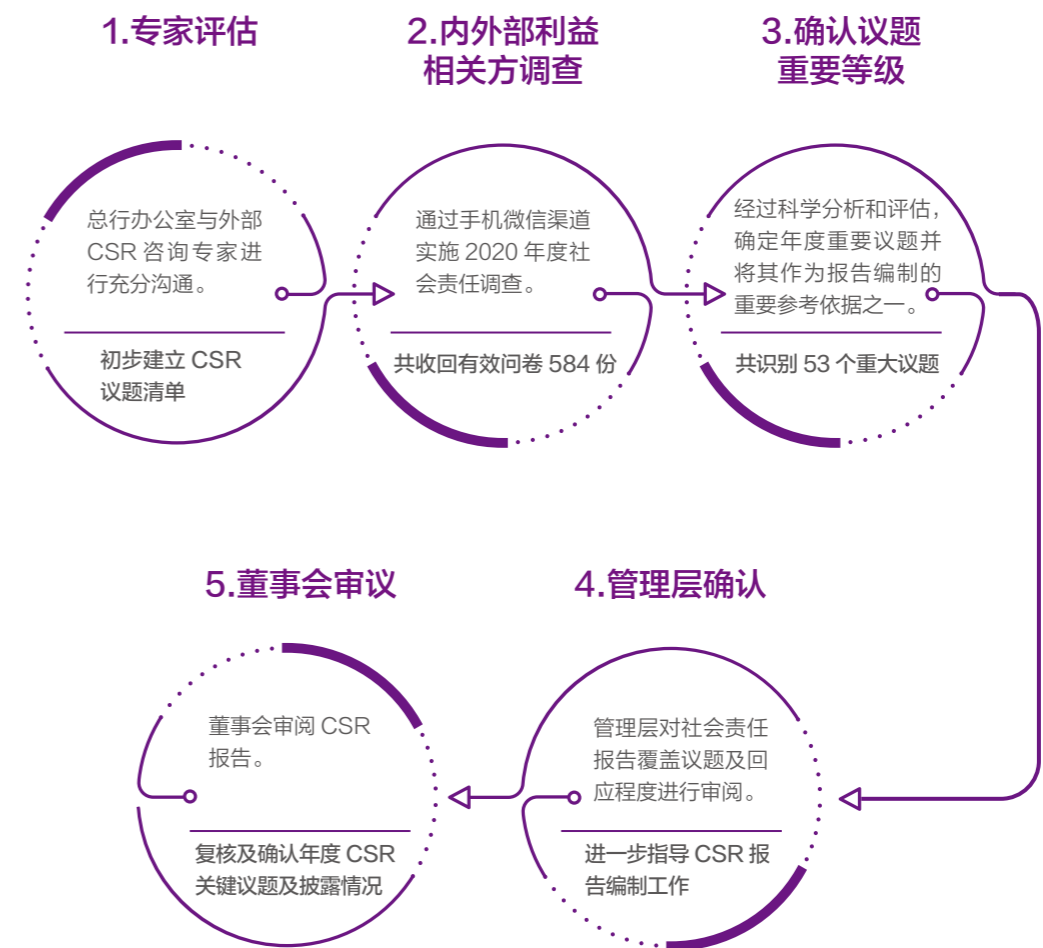 1.专家评估
总行办公室与外部
CSR 咨询专家进
行充分沟通。
初步建立 CSR
议题清单
2.内外部利益
相关方调查
通过手机微信渠道
实施 2020 年度社
会责任调查。
共收回有效问卷 584 份
3.确认议题
重要等级
经过科学分析和评估，
确定年度重要议题并
将其作为报告编制的
重要参考依据之一。
共识别 53 个重大议题
4.管理层确认
管理层对社会责任
报告覆盖议题及回
应程度进行审阅。
进一步指导 CSR 报
告编制工作
5.董事会审议
董事会审阅 CSR
报告。
复核及确认年度 CSR
关键议题及披露情况